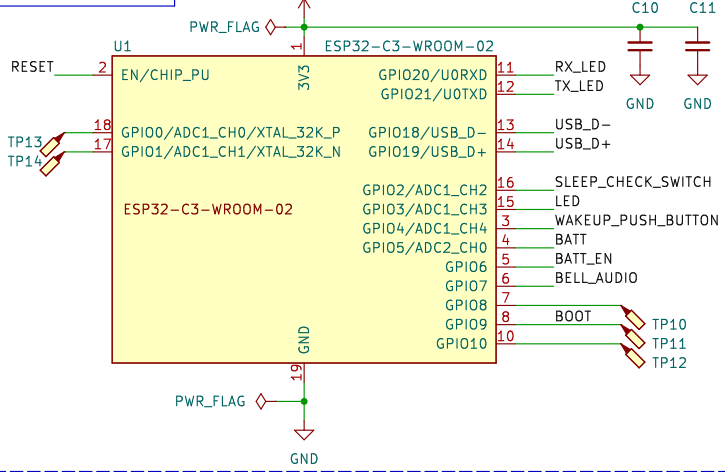 C10 C11
PWR_FLAG
U1 1 ESP32-C3-WROOM-02
RESET 2 EN/CHIP_PU 3V3 GPIO20/U0RXD 11 RX_LED
GPIO21/U0TXD 12 TX_LED
GND GND
18 GPIO0/ADC1_CH0/XTAL_32K_P GPIO18/USB_D- 13 USB_D-
TP13
17 GPIO1/ADC1_CH1/XTAL_32K_N GPIO19/USB_D+ 14 USB_D+
TP14
GPIO2/ADC1_CH2 16 SLEEP_CHECK_SWITCH
ESP32-C3-WROOM-02 GPIO3/ADC1_CH3 15 LED
GPIO4/ADC1_CH4 3 WAKEUP_PUSH_BUTTON
GPIO5/ADC2_CH0 4 BATT
GPIO6 5 BATT_EN
GPIO7 6 BELL_AUDIO
GPIO8 7
TP10
GPIO9 8 BOOT
TP11
GND GPIO10 10
TP12
19
PWR_FLAG
GND